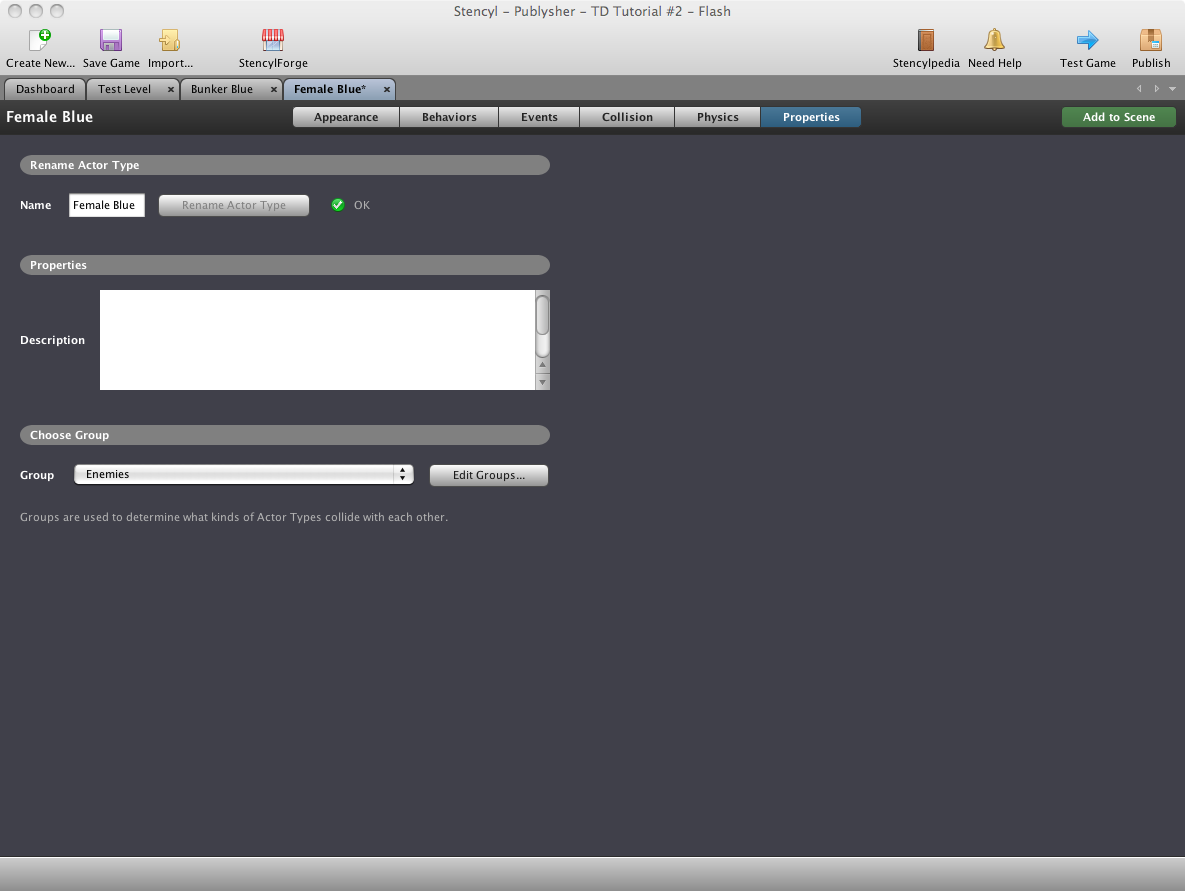 Stencyl – Publysher – TD Tutorial #2 – Flash
Create New... Save Game Import... StencylForge Stencylpedia Need Help Test Game Publish
Dashboard Test Level Bunker Blue Female Blue*
Female Blue Appearance Behaviors Events Collision Physics Properties Add to Scene
Rename Actor Type
Name Female Blue Rename Actor Type OK
Properties
Description
Choose Group
Group Enemies Edit Groups...
Groups are used to determine what kinds of Actor Types collide with each other.